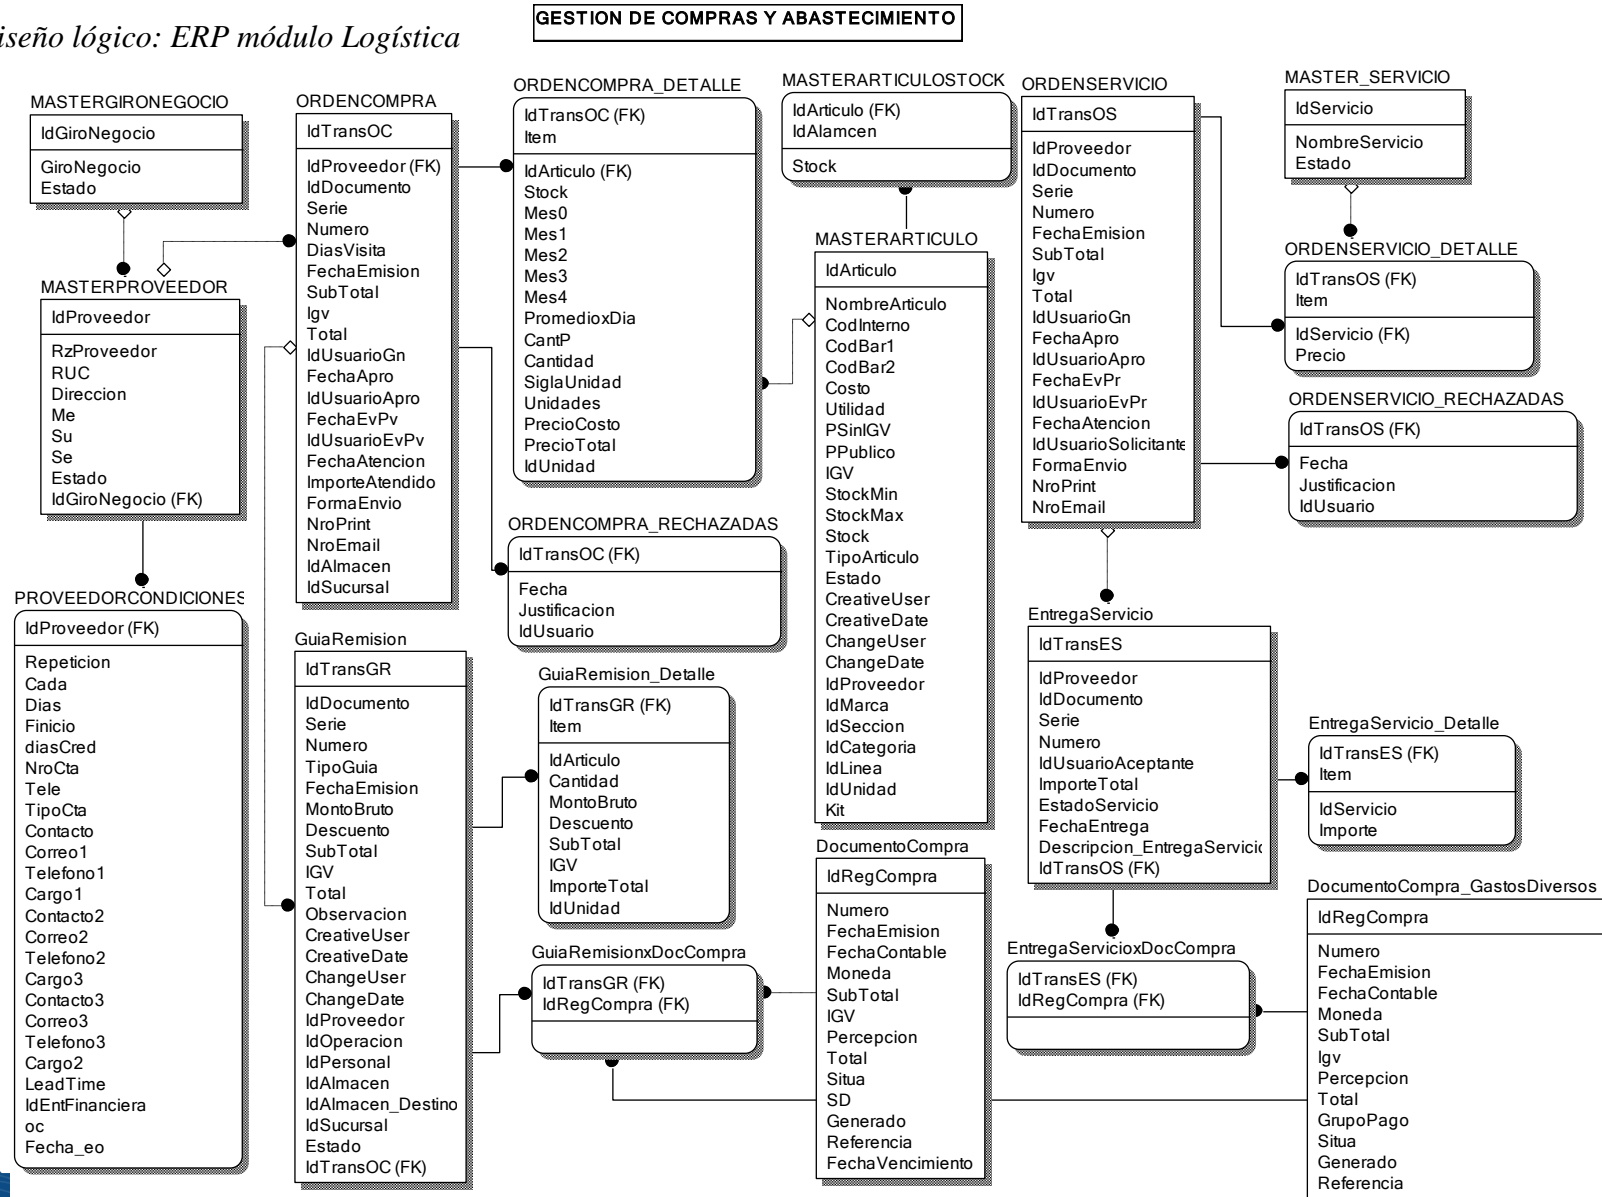 GESTION DE COMPRAS Y ABASTECIMIENTO
iseño lógico: ERP módulo Logística
MASTERGIRONEGOCIO
IdGiroNegocio
GiroNegocio
Estado
MASTERPROVEEDOR
IdProveedor
RzProveedor
RUC
Direccion
Me
Su
Se
Estado
IdGiroNegocio (FK)
PROVEEDORCONDICIONES
IdProveedor (FK)
Repeticion
Cada
Dias
Finicio
diasCred
NroCta
Tele
TipoCta
Contacto
Correo1
Telefono1
Cargo1
Contacto2
Correo2
Telefono2
Cargo3
Contacto3
Correo3
Telefono3
Cargo2
LeadTime
IdEntFinanciera
oc
Fecha_eo
ORDENCOMPRA
IdTransOC
IdProveedor (FK)
IdDocumento
Serie
Numero
DiasVisita
FechaEmision
SubTotal
Igv
Total
IdUsuarioGn
FechaApro
IdUsuarioApro
FechaEvPv
IdUsuarioEvPv
FechaAtencion
ImporteAtendido
FormaEnvio
NroPrint
NroEmail
IdAlmacen
IdSucursal
GuiaRemision
IdTransGR
IdDocumento
Serie
Numero
TipoGuia
FechaEmision
MontoBruto
Descuento
SubTotal
IGV
Total
Observacion
CreativeUser
CreativeDate
ChangeUser
ChangeDate
IdProveedor
IdOperacion
IdPersonal
IdAlmacen
IdAlmacen_Destino
IdSucursal
Estado
IdTransOC (FK)
ORDENCOMPRA_DETALLE
IdTransOC (FK)
Item
IdArticulo (FK)
Stock
Mes0
Mes1
Mes2
Mes3
Mes4
PromedioxDia
CantP
Cantidad
SiglaUnidad
Unidades
PrecioCosto
PrecioTotal
IdUnidad
ORDENCOMPRA_RECHAZADAS
IdTransOC (FK)
Fecha
Justificacion
IdUsuario
GuiaRemision_Detalle
IdTransGR (FK)
Item
IdArticulo
Cantidad
MontoBruto
Descuento
SubTotal
IGV
ImporteTotal
IdUnidad
GuiaRemisionxDocCompra
IdTransGR (FK)
IdRegCompra (FK)
MASTERARTICULOSTOCK
IdArticulo (FK)
IdAlamcen
Stock
MASTERARTICULO
IdArticulo
NombreArticulo
CodInterno
CodBar1
CodBar2
Costo
Utilidad
PSinIGV
PPublico
IGV
StockMin
StockMax
Stock
TipoArticulo
Estado
CreativeUser
CreativeDate
ChangeUser
ChangeDate
IdProveedor
IdMarca
IdSeccion
IdCategoria
IdLinea
IdUnidad
Kit
DocumentoCompra
IdRegCompra
Numero
FechaEmision
FechaContable
Moneda
SubTotal
IGV
Percepcion
Total
Situa
SD
Generado
Referencia
FechaVencimiento
ORDENSERVICIO
IdTransOS
IdProveedor
IdDocumento
Serie
Numero
FechaEmision
SubTotal
Igv
Total
IdUsuarioGn
FechaApro
IdUsuarioApro
FechaEvPr
IdUsuarioEvPr
FechaAtencion
IdUsuarioSolicitante
FormaEnvio
NroPrint
NroEmail
EntregaServicio
IdTransES
IdProveedor
IdDocumento
Serie
Numero
IdUsuarioAceptante
ImporteTotal
EstadoServicio
FechaEntrega
Descripcion_EntregaServicic
IdTransOS (FK)
EntregaServicioxDocCompra
IdTransES (FK)
IdRegCompra (FK)
MASTER_SERVICIO
IdServicio
NombreServicio
Estado
ORDENSERVICIO_DETALLE
IdTransOS (FK)
Item
IdServicio (FK)
Precio
ORDENSERVICIO_RECHAZADAS
IdTransOS (FK)
Fecha
Justificacion
IdUsuario
EntregaServicio_Detalle
IdTransES (FK)
Item
IdServicio
Importe
DocumentoCompra_GastosDiversos
IdRegCompra
Numero
FechaEmision
FechaContable
Moneda
SubTotal
Igv
Percepcion
Total
GrupoPago
Situa
Generado
Referencia